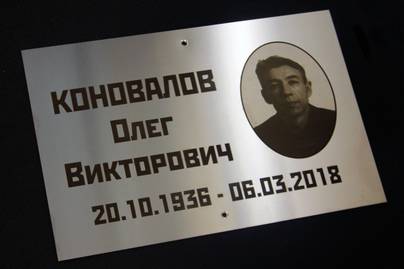 КОНОВАЛОВ
Олег
Викторович
20.10.1936 - 06.03.2018